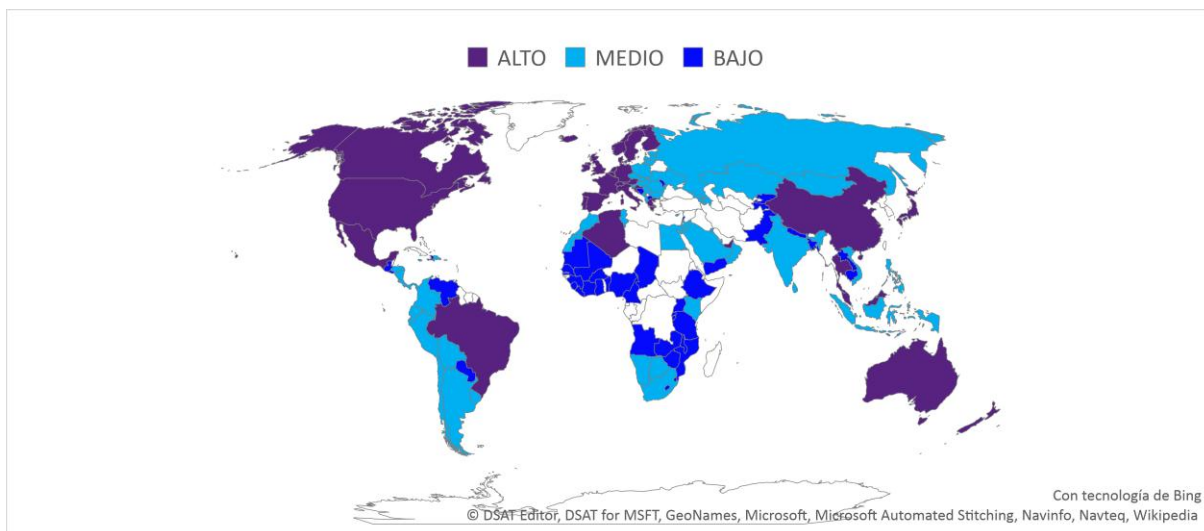 ALTO MEDIO BAJO
Con tecnología de Bing
© DSAT Editor, DSAT for MSFT, GeoNames, Microsoft, Microsoft Automated Stitching, Navinfo, Navteq, Wikipedia